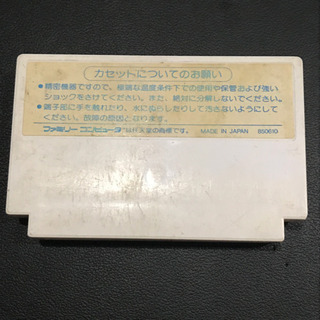 カセットについてのお願い
●精密機器ですので、極端な温度条件下での使用や保管および強い
ショックをさけてください。また、絶対に分解しないでください。
●端子部に手を触れたり、水にぬらしたりして汚さないようにして
ください。故障の原因となります。
ファミリーコンピュータは任天堂の商標です。 MADE IN JAPAN 850610